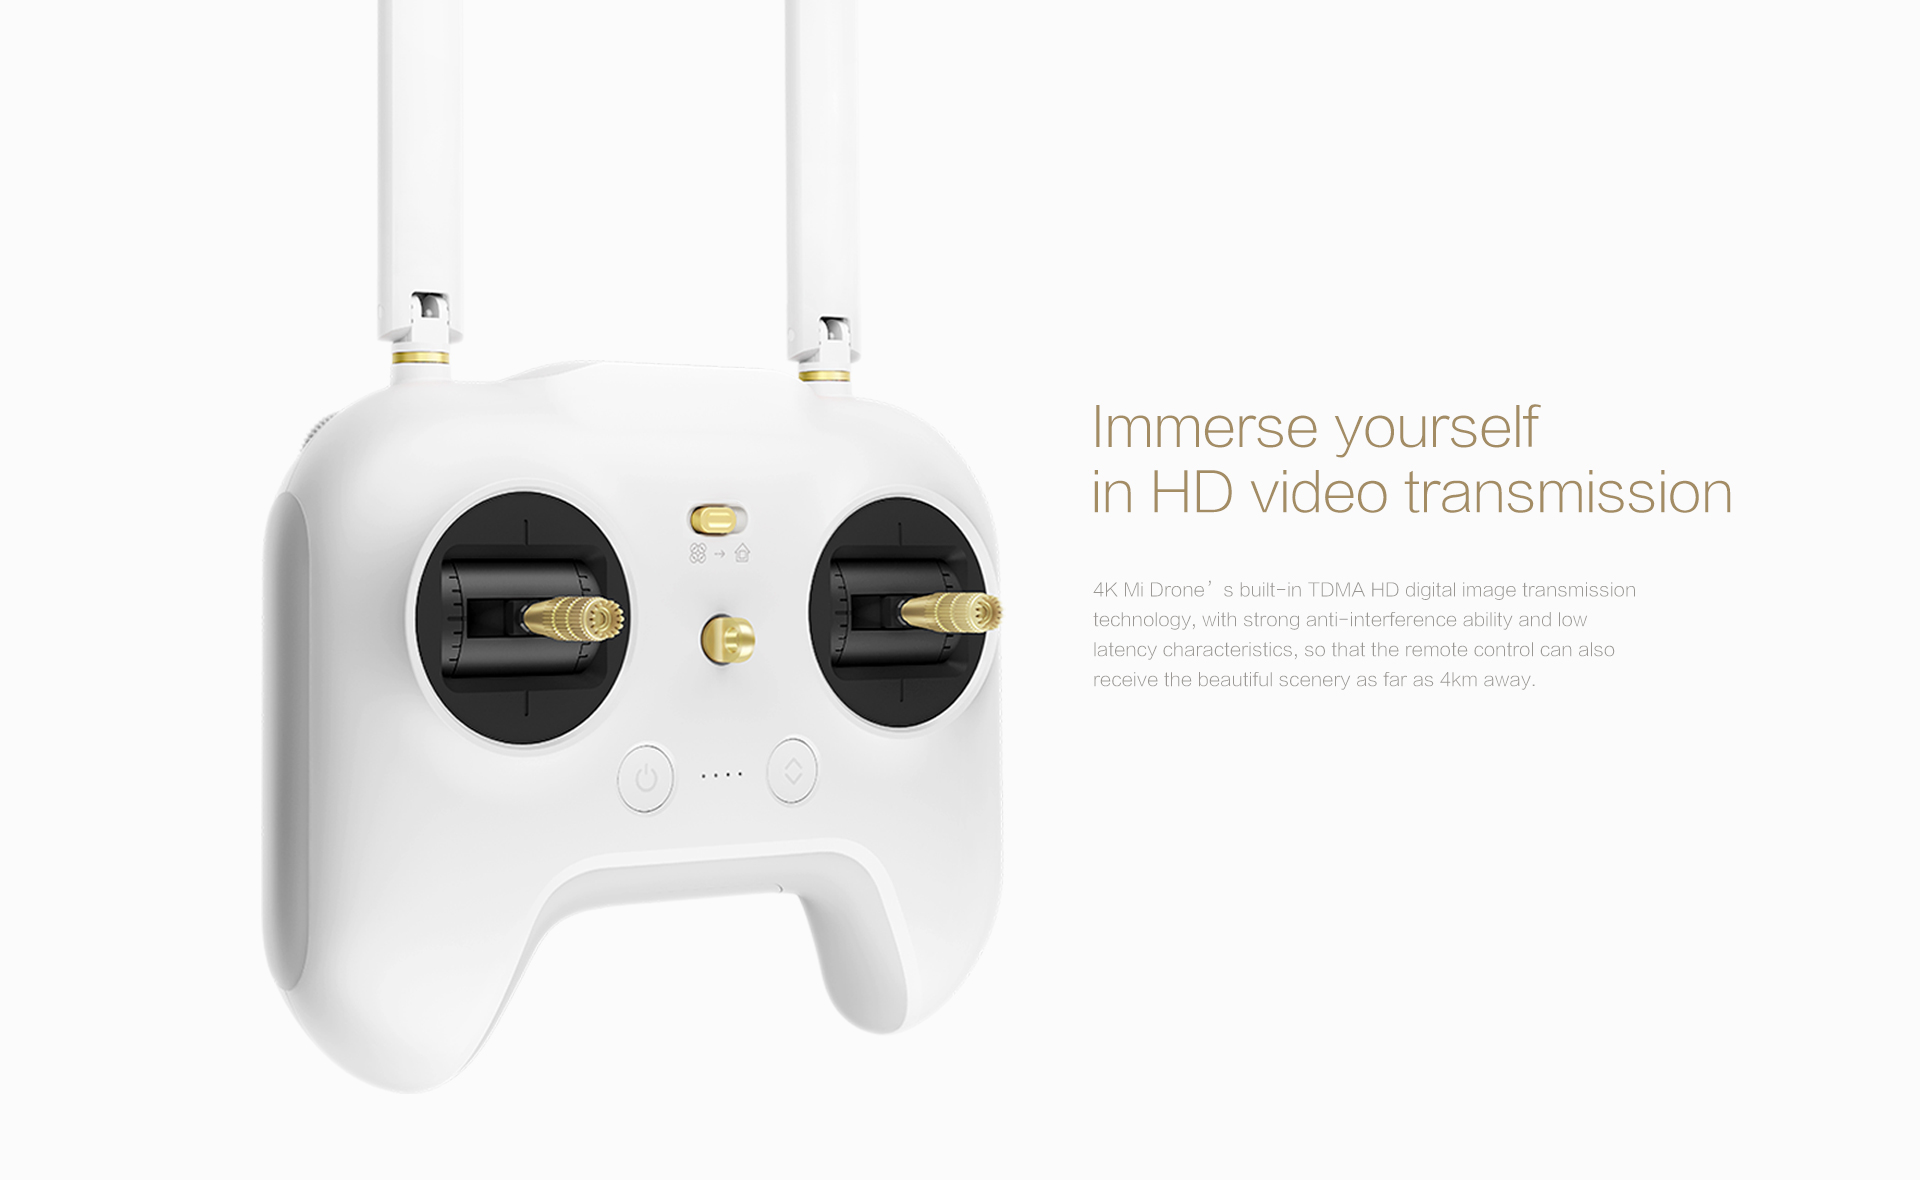 Immerse yourself
in HD video transmission
4K Mi Drone’s built-in TDMA HD digital image transmission
technology, with strong anti-interference ability and low
latency characteristics, so that the remote control can also
receive the beautiful scenery as far as 4km away.